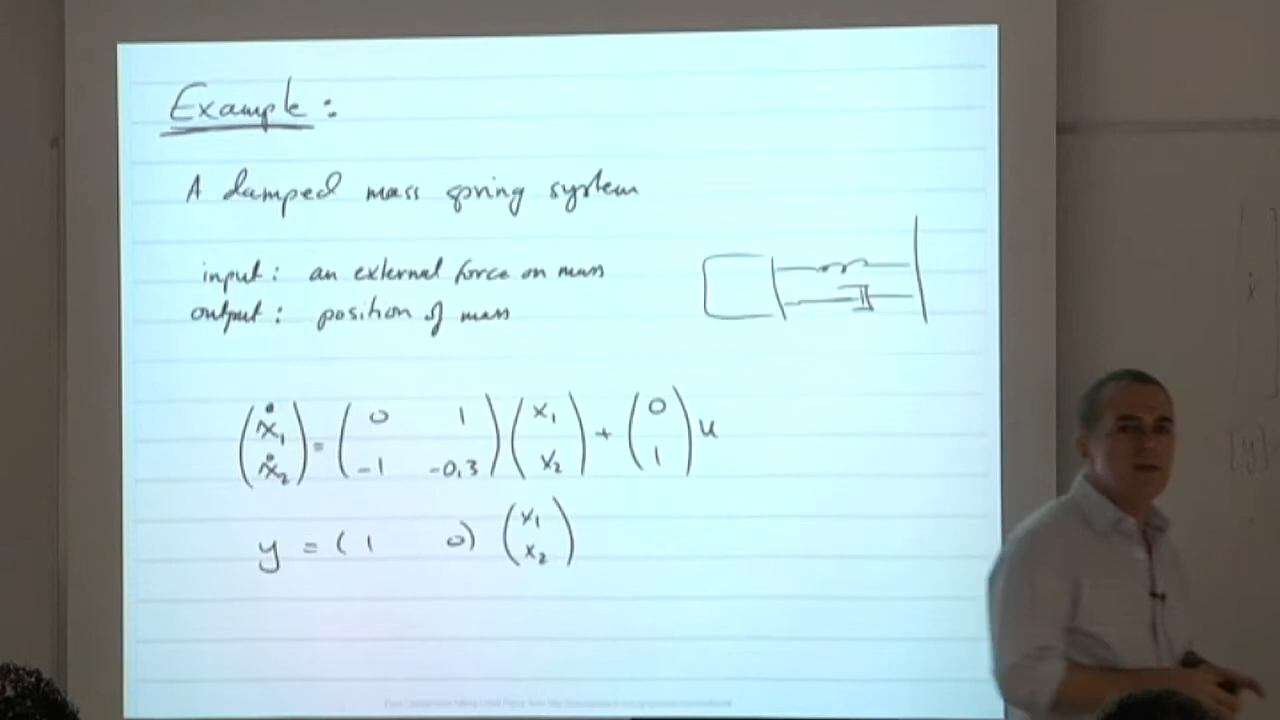 Example :
A damped mass spring system
input : an external force on mass
output : position of mass
(ẋ₁ ẋ₂) = (0 1 -1 -0,3) (x₁ x₂) + (0 1) u
y = (1 0) (x₁ x₂)
ẋ
[y]=